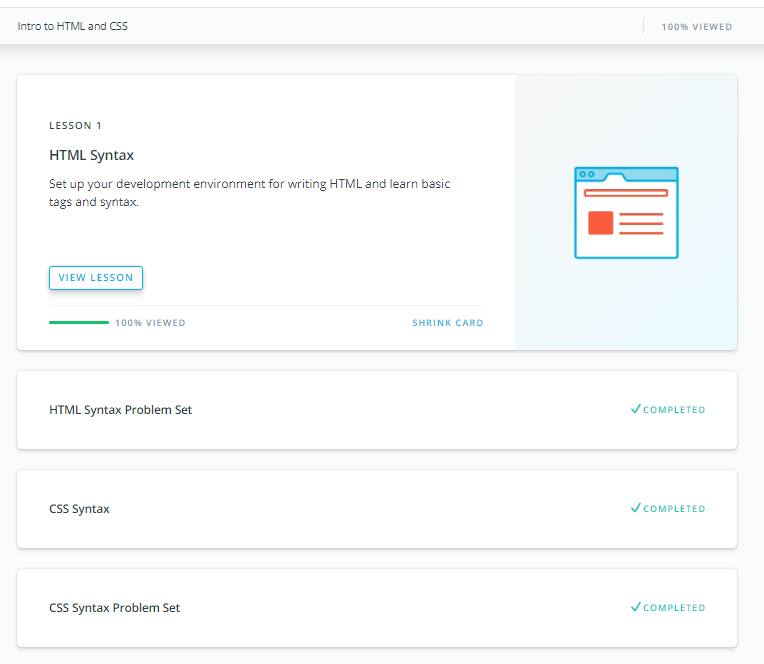 Intro to HTML and CSS
100% VIEWED
LESSON 1
HTML Syntax
Set up your development environment for writing HTML and learn basic
tags and syntax.
VIEW LESSON
100% VIEWED
SHRINK CARD
HTML Syntax Problem Set
COMPLETED
CSS Syntax
COMPLETED
CSS Syntax Problem Set
COMPLETED